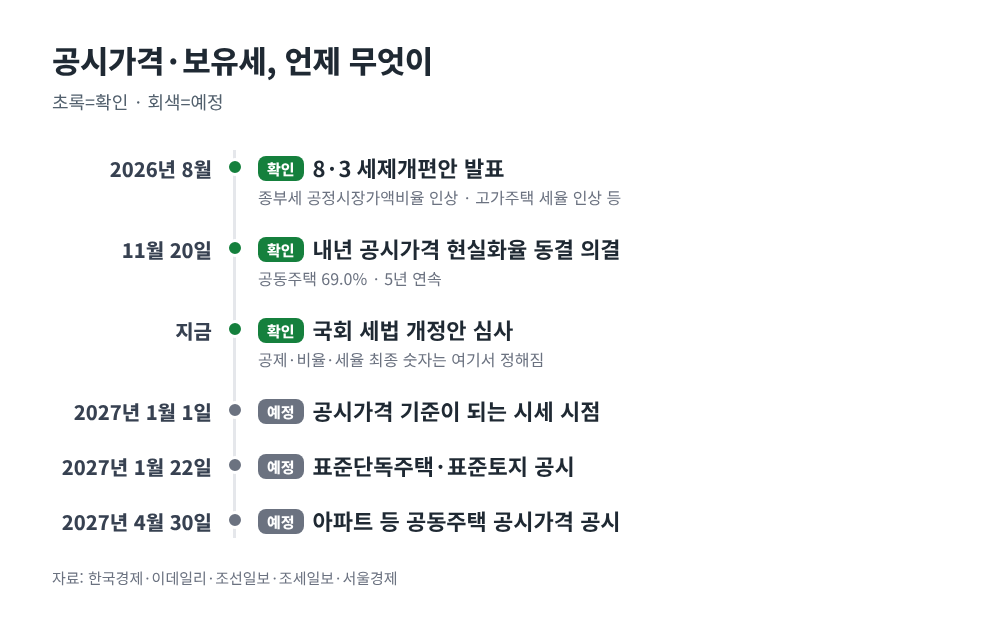 공시가격·보유세, 언제 무엇이
초록=확인 · 회색=예정
2026년 8월 확인 8·3 세제개편안 발표
종부세 공정시장가액비율 인상 · 고가주택 세율 인상 등
11월 20일 확인 내년 공시가격 현실화율 동결 의결
공동주택 69.0% · 5년 연속
지금 확인 국회 세법 개정안 심사
공제·비율·세율 최종 숫자는 여기서 정해짐
2027년 1월 1일 예정 공시가격 기준이 되는 시세 시점
2027년 1월 22일 예정 표준단독주택·표준토지 공시
2027년 4월 30일 예정 아파트 등 공동주택 공시가격 공시
자료: 한국경제·이데일리·조선일보·조세일보·서울경제